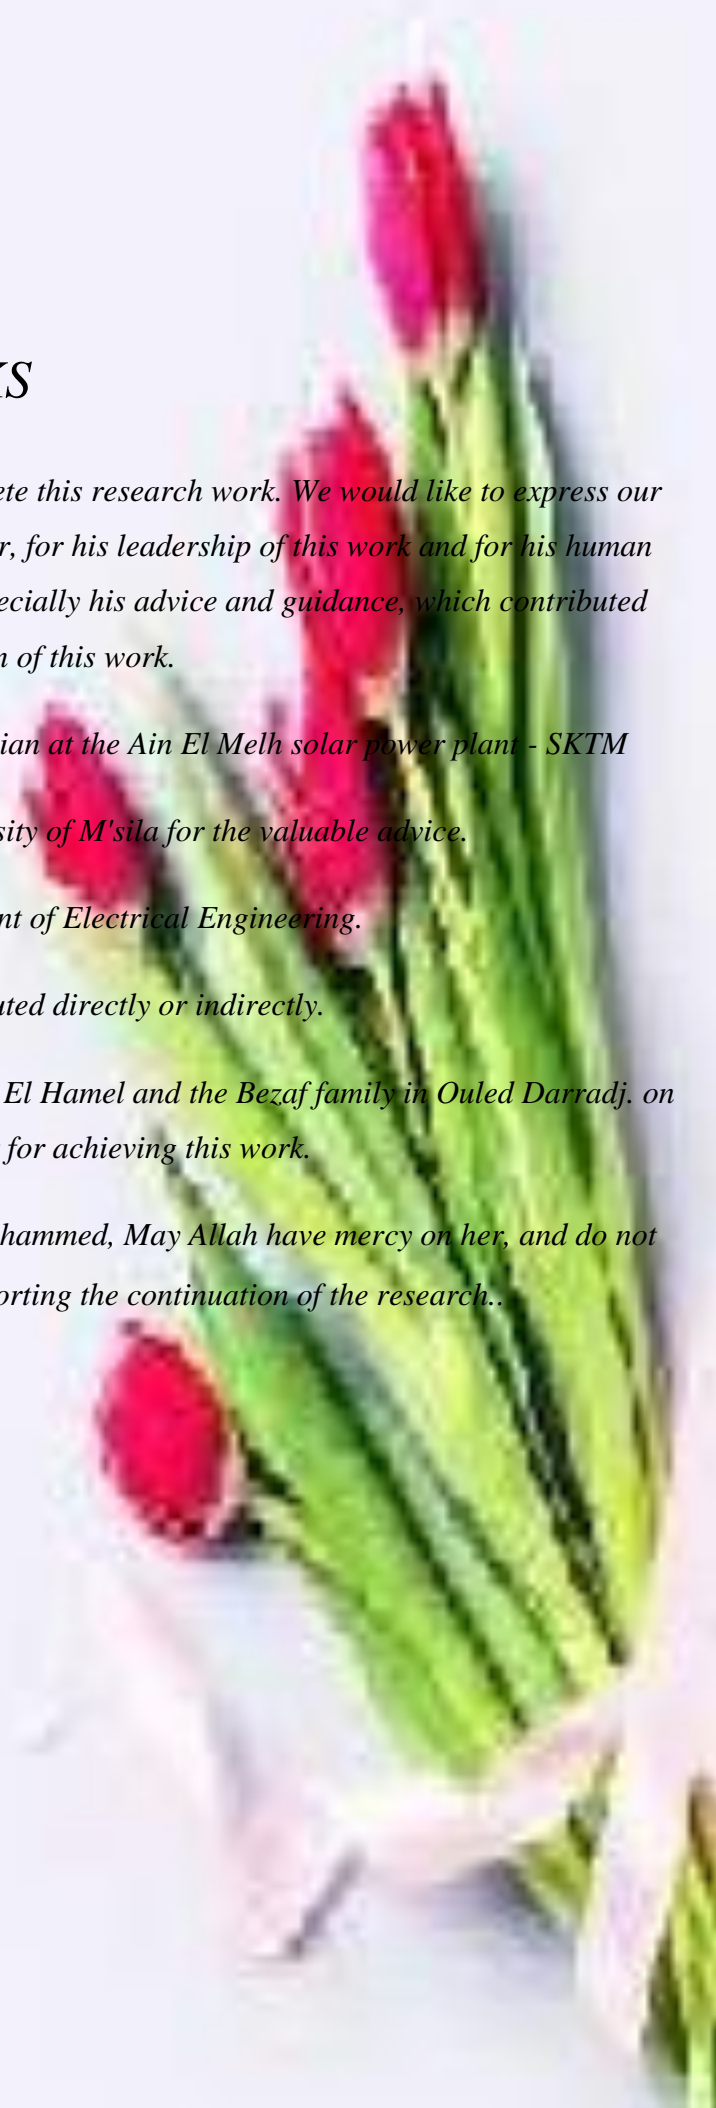 KS
ete this research work. We would like to express our
r, for his leadership of this work and for his human
ecially his advice and guidance, which contributed
n of this work.
ian at the Ain El Melh solar power plant - SKTM
sity of M'sila for the valuable advice.
nt of Electrical Engineering.
uted directly or indirectly.
El Hamel and the Bezaf family in Ouled Darradj. on
for achieving this work.
hammed, May Allah have mercy on her, and do not
orting the continuation of the research..